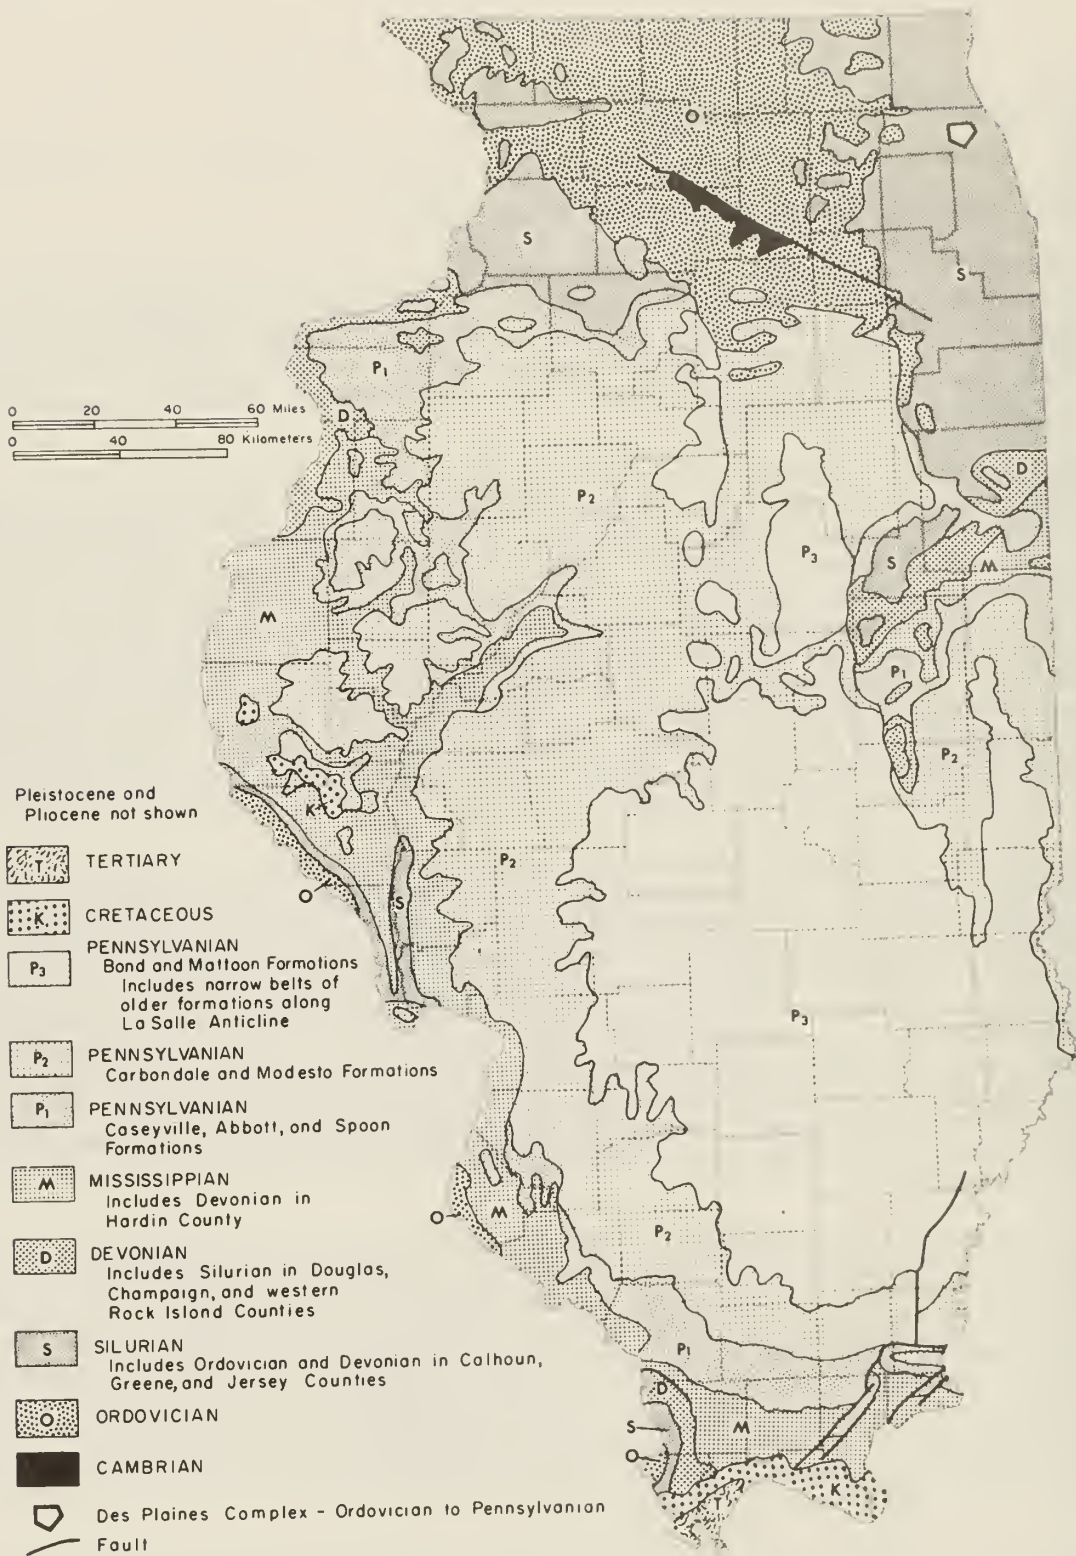 O
S
S
P1
0 20 40 60 Miles
0 40 80 Kilometers
D
P2
D
P3
S
M
M
P1
P2
K
P2
O
S
P3
Pleistocene and
Pliocene not shown
T TERTIARY
K CRETACEOUS
P3 PENNSYLVANIAN
Bond and Mattoon Formations
Includes narrow belts of
older formations along
La Salle Anticline
P2 PENNSYLVANIAN
Carbondale and Modesto Formations
P1 PENNSYLVANIAN
Caseyville, Abbott, and Spoon
Formations
M MISSISSIPPIAN
Includes Devonian in
Hardin County
D DEVONIAN
Includes Silurian in Douglas,
Champaign, and western
Rock Island Counties
S SILURIAN
Includes Ordovician and Devonian in Calhoun,
Greene, and Jersey Counties
O ORDOVICIAN
CAMBRIAN
Des Plaines Complex - Ordovician to Pennsylvanian
Fault
O
M
P2
P1
D
S
O
M
T
K